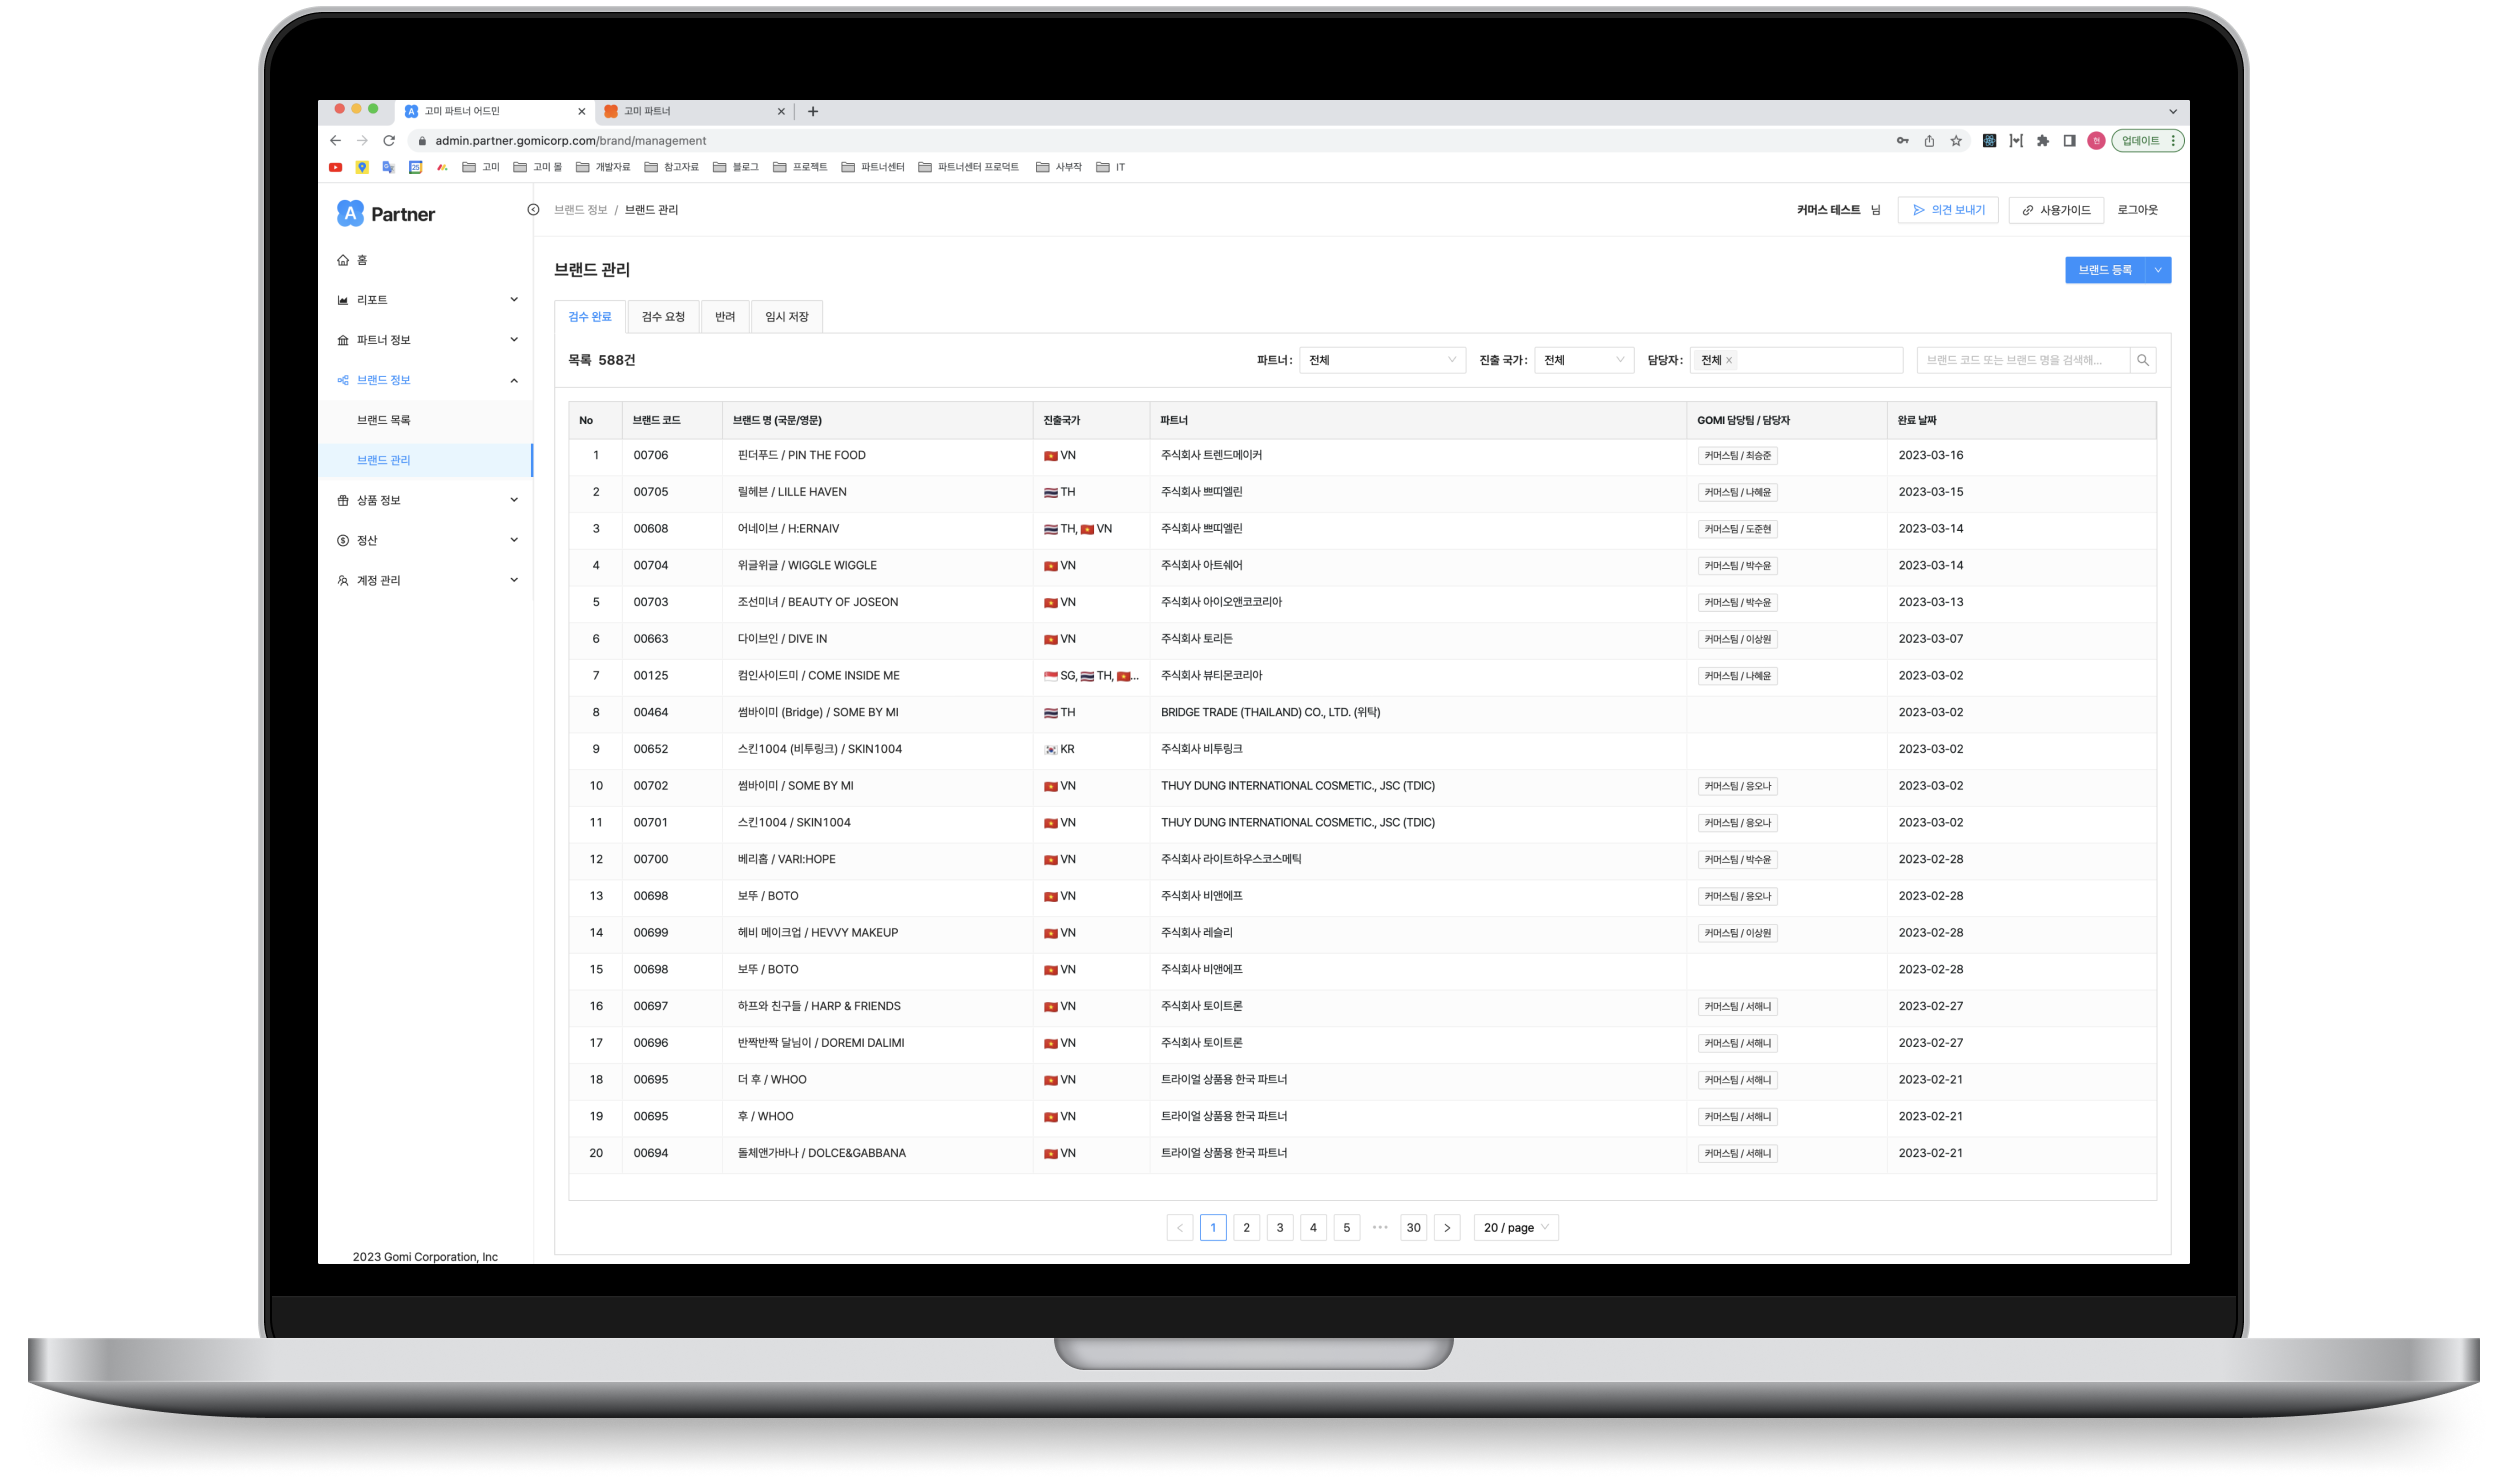 고미 파트너 어드민
고미 파트너
admin.partner.gomicorp.com/brand/management
업데이트
고미 고미 몰 개발자료 참고자료 블로그 프로젝트 파트너센터 파트너센터 프로덕트 사부작 IT
A Partner
브랜드 정보 / 브랜드 관리
커머스 테스트 님 의견 보내기 사용가이드 로그아웃
홈
리포트
파트너 정보
브랜드 정보
브랜드 목록
브랜드 관리
상품 정보
정산
계정 관리
2023 Gomi Corporation, Inc
브랜드 관리
브랜드 등록
검수 완료 검수 요청 반려 임시 저장
목록 588건 파트너: 전체 진출 국가: 전체 담당자: 전체 × 브랜드 코드 또는 브랜드 명을 검색해...
No 브랜드 코드 브랜드 명 (국문/영문) 진출국가 파트너 GOMI 담당팀 / 담당자 완료 날짜
1 00706 핀더푸드 / PIN THE FOOD VN 주식회사 트렌드메이커 커머스팀 / 최승준 2023-03-16
2 00705 릴헤븐 / LILLE HAVEN TH 주식회사 쁘띠엘린 커머스팀 / 나혜윤 2023-03-15
3 00608 어네이브 / H:ERNAIV TH, VN 주식회사 쁘띠엘린 커머스팀 / 도준현 2023-03-14
4 00704 위글위글 / WIGGLE WIGGLE VN 주식회사 아트쉐어 커머스팀 / 박수윤 2023-03-14
5 00703 조선미녀 / BEAUTY OF JOSEON VN 주식회사 아이오앤코코리아 커머스팀 / 박수윤 2023-03-13
6 00663 다이브인 / DIVE IN VN 주식회사 토리든 커머스팀 / 이상원 2023-03-07
7 00125 컴인사이드미 / COME INSIDE ME SG, TH, ... 주식회사 뷰티몬코리아 커머스팀 / 나혜윤 2023-03-02
8 00464 썸바이미 (Bridge) / SOME BY MI TH BRIDGE TRADE (THAILAND) CO., LTD. (위탁) 2023-03-02
9 00652 스킨1004 (비투링크) / SKIN1004 KR 주식회사 비투링크 2023-03-02
10 00702 썸바이미 / SOME BY MI VN THUY DUNG INTERNATIONAL COSMETIC., JSC (TDIC) 커머스팀 / 응오나 2023-03-02
11 00701 스킨1004 / SKIN1004 VN THUY DUNG INTERNATIONAL COSMETIC., JSC (TDIC) 커머스팀 / 응오나 2023-03-02
12 00700 베리홉 / VARI:HOPE VN 주식회사 라이트하우스코스메틱 커머스팀 / 박수윤 2023-02-28
13 00698 보뚜 / BOTO VN 주식회사 비앤에프 커머스팀 / 응오나 2023-02-28
14 00699 헤비 메이크업 / HEVVY MAKEUP VN 주식회사 레슬리 커머스팀 / 이상원 2023-02-28
15 00698 보뚜 / BOTO VN 주식회사 비앤에프 2023-02-28
16 00697 하프와 친구들 / HARP & FRIENDS VN 주식회사 토이트론 커머스팀 / 서해니 2023-02-27
17 00696 반짝반짝 달님이 / DOREMI DALIMI VN 주식회사 토이트론 커머스팀 / 서해니 2023-02-27
18 00695 더 후 / WHOO VN 트라이얼 상품용 한국 파트너 커머스팀 / 서해니 2023-02-21
19 00695 후 / WHOO VN 트라이얼 상품용 한국 파트너 커머스팀 / 서해니 2023-02-21
20 00694 돌체앤가바나 / DOLCE&GABBANA VN 트라이얼 상품용 한국 파트너 커머스팀 / 서해니 2023-02-21
< 1 2 3 4 5 ••• 30 > 20 / page